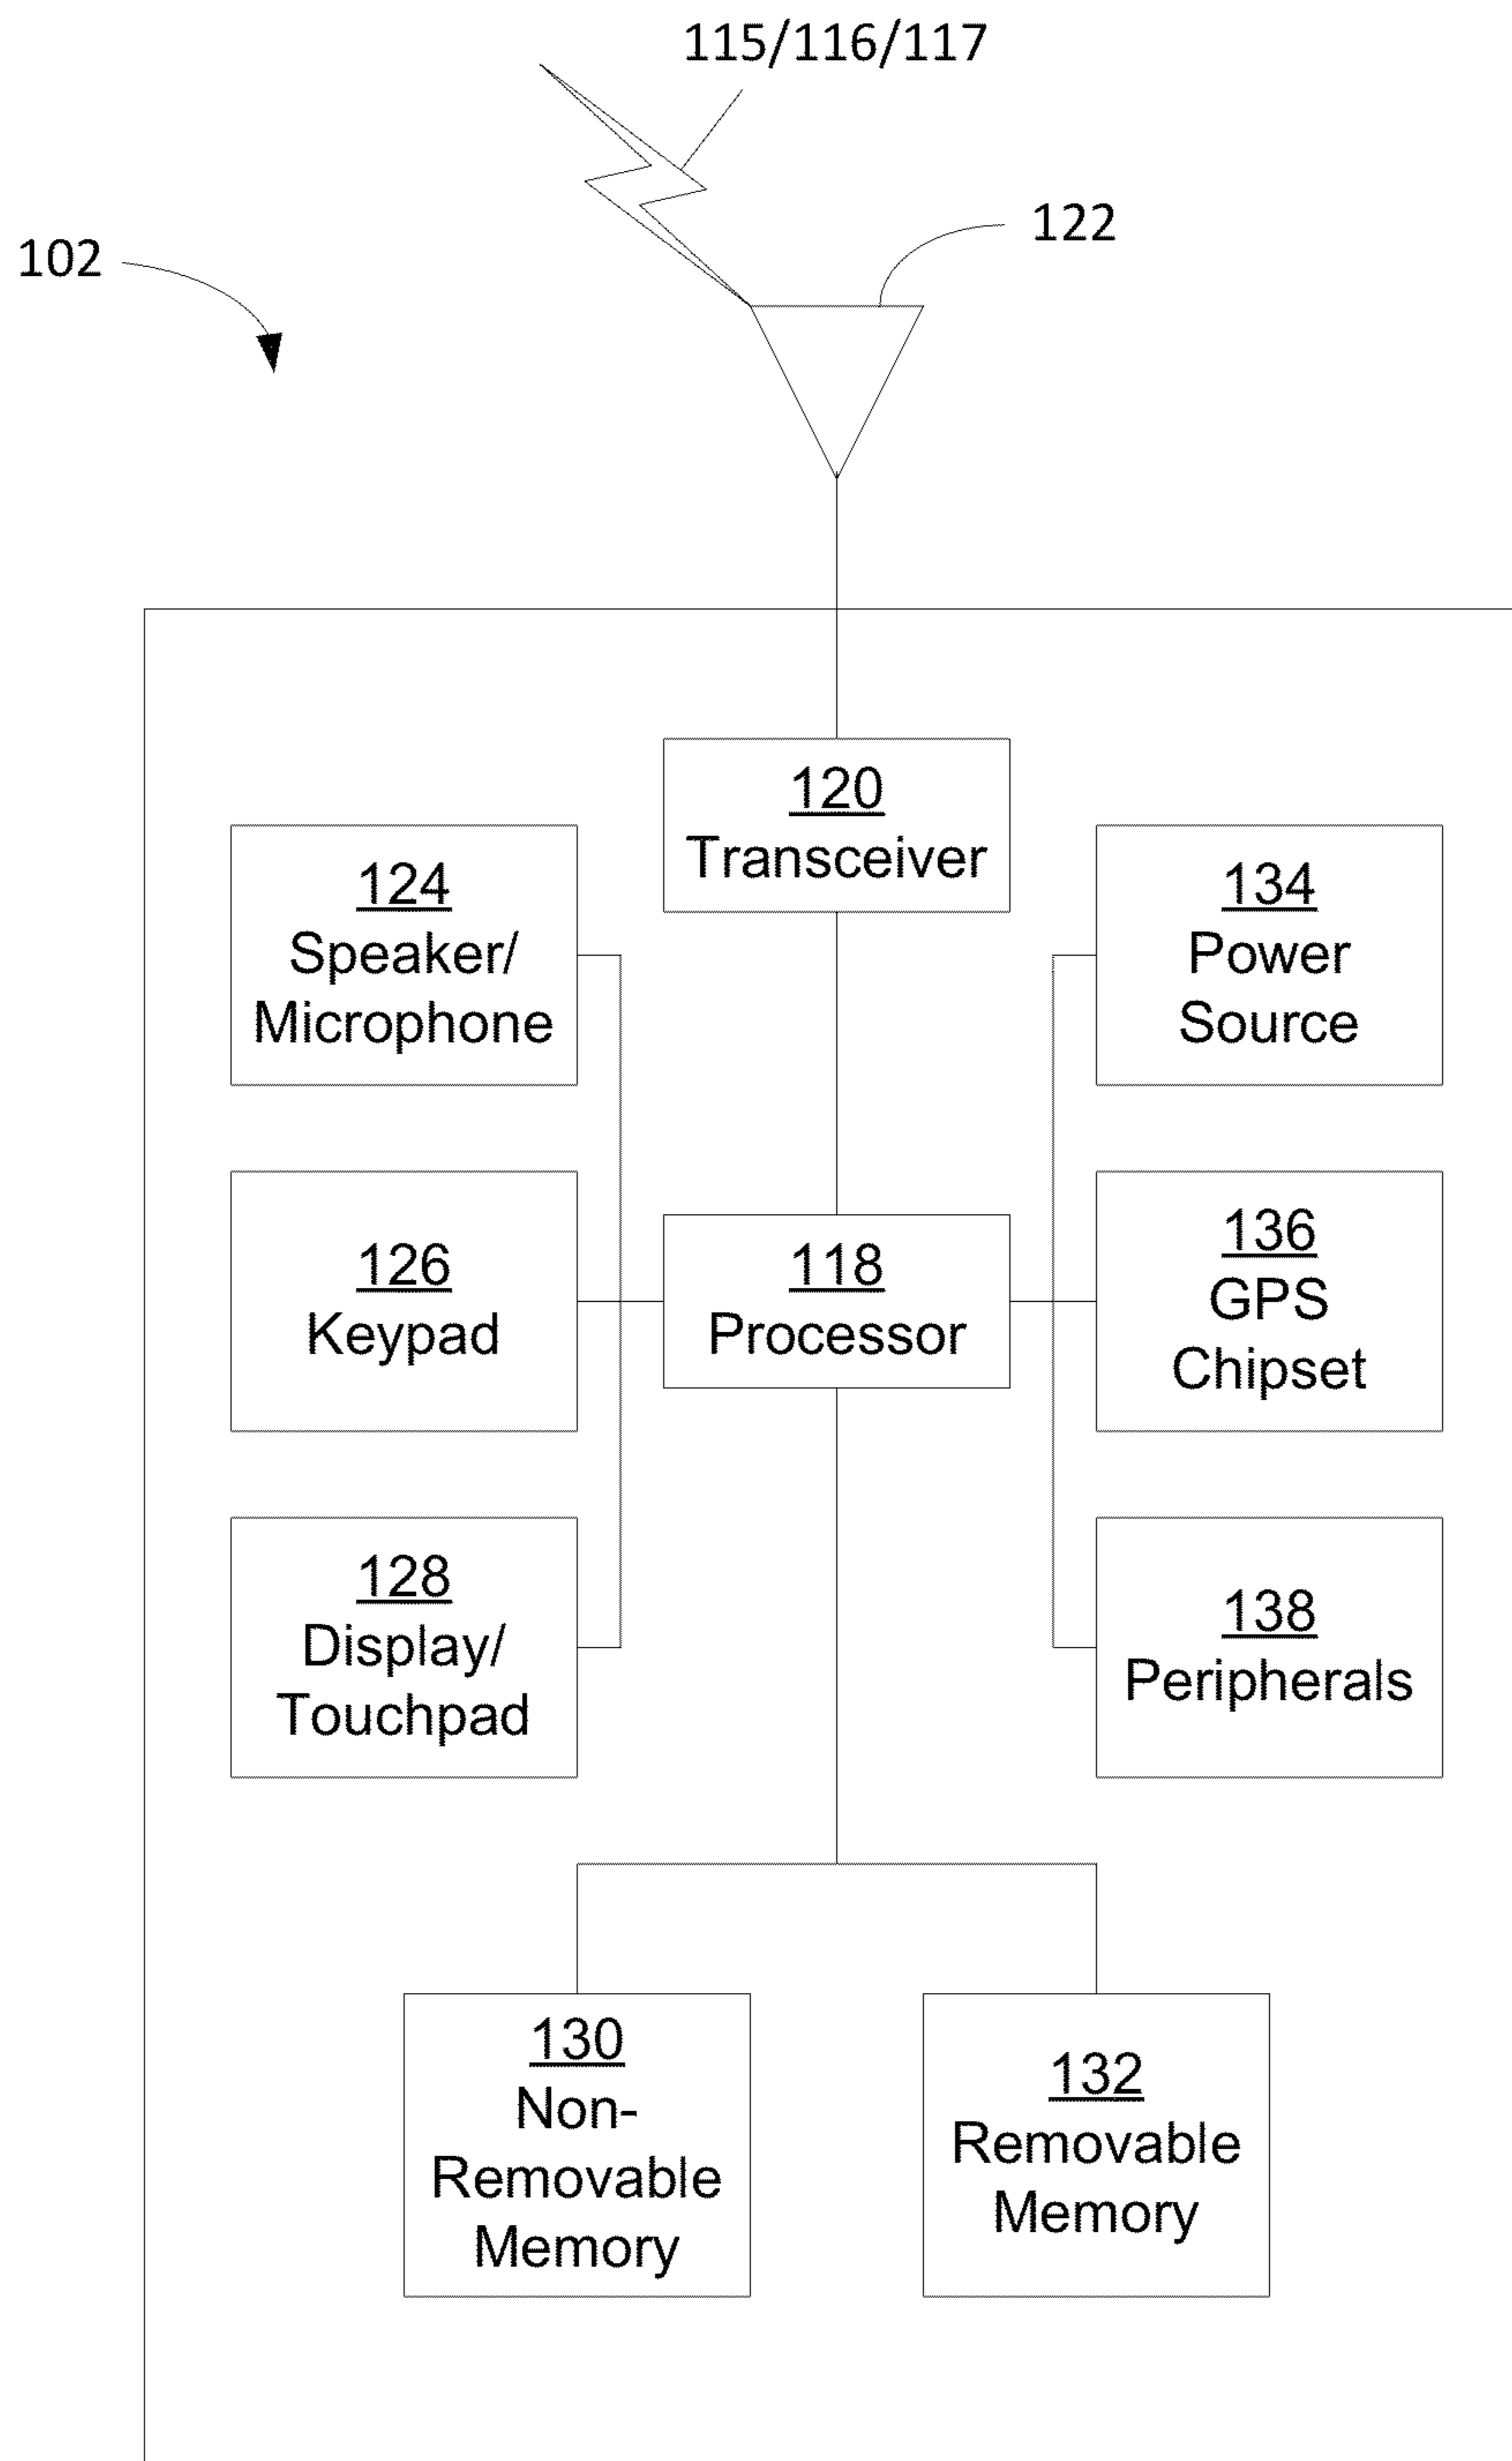 115/116/117
122
102
120
Transceiver
124
Speaker/
Microphone
134
Power
Source
126
Keypad
118
Processor
136
GPS
Chipset
128
Display/
Touchpad
138
Peripherals
130
Non-
Removable
Memory
132
Removable
Memory